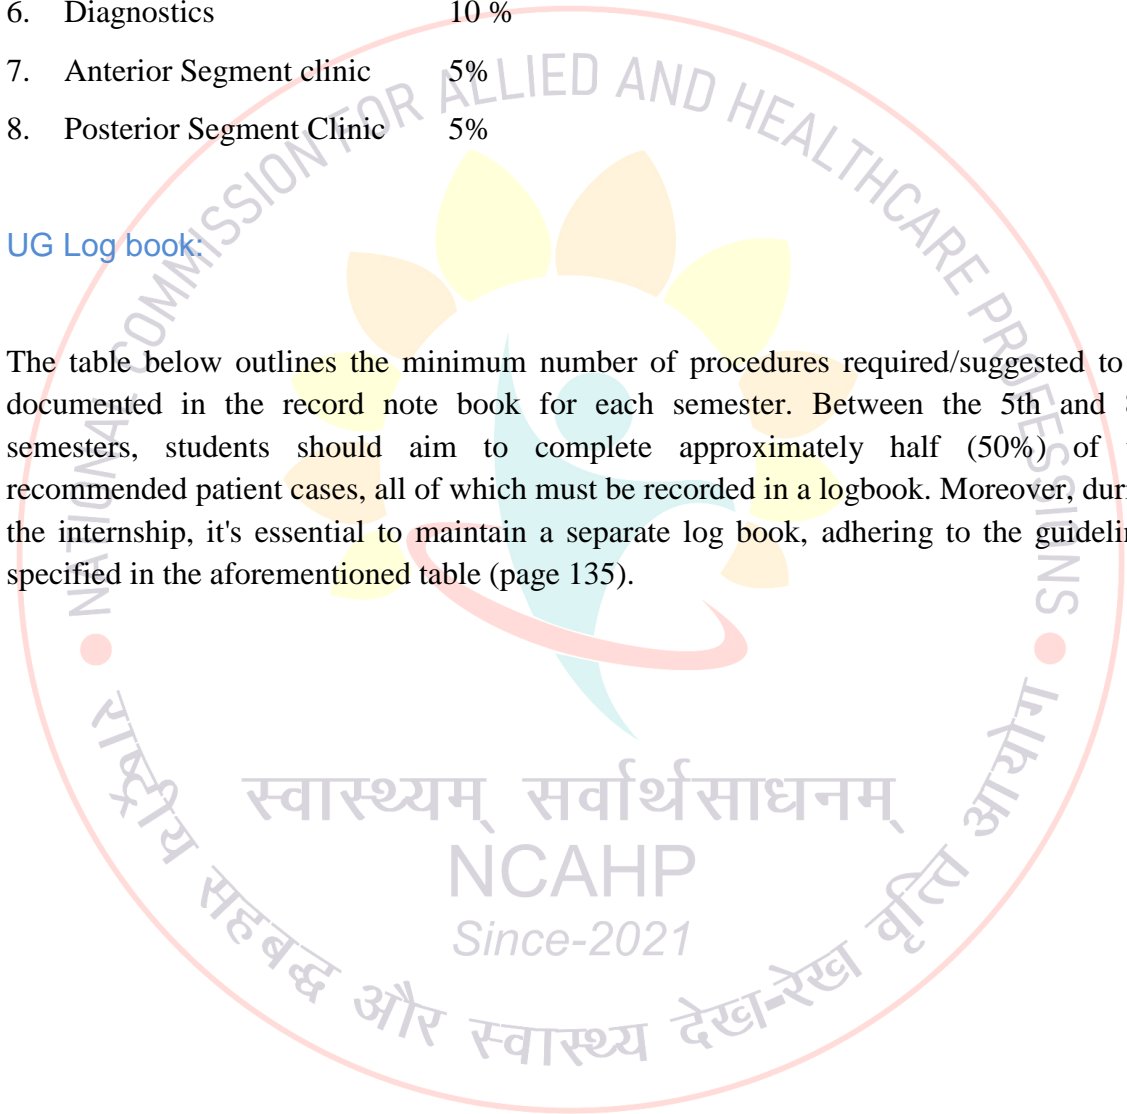 6. Diagnostics 10 %
7. Anterior Segment clinic 5%
8. Posterior Segment Clinic 5%
UG Log book:
The table below outlines the minimum number of procedures required/suggested to
documented in the record note book for each semester. Between the 5th and
semesters, students should aim to complete approximately half (50%) of
recommended patient cases, all of which must be recorded in a logbook. Moreover,
the internship, it's essential to maintain a separate log book, adhering to the
specified in the aforementioned table (page 135).
NATIONAL COMMISSION FOR ALLIED AND HEALTHCARE PROFESSIONS
स्वास्थ्यम् सर्वार्थसाधनम्
NCAHP
Since-2021
राष्ट्रीय सहबद्ध और स्वास्थ्य देख-रेख वृत्ति आयोग